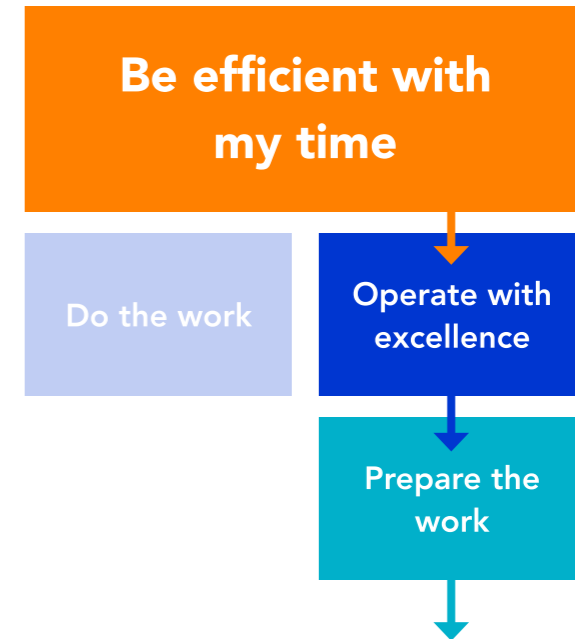 Be efficient with
my time
Do the work
Operate with
excellence
Prepare the
work